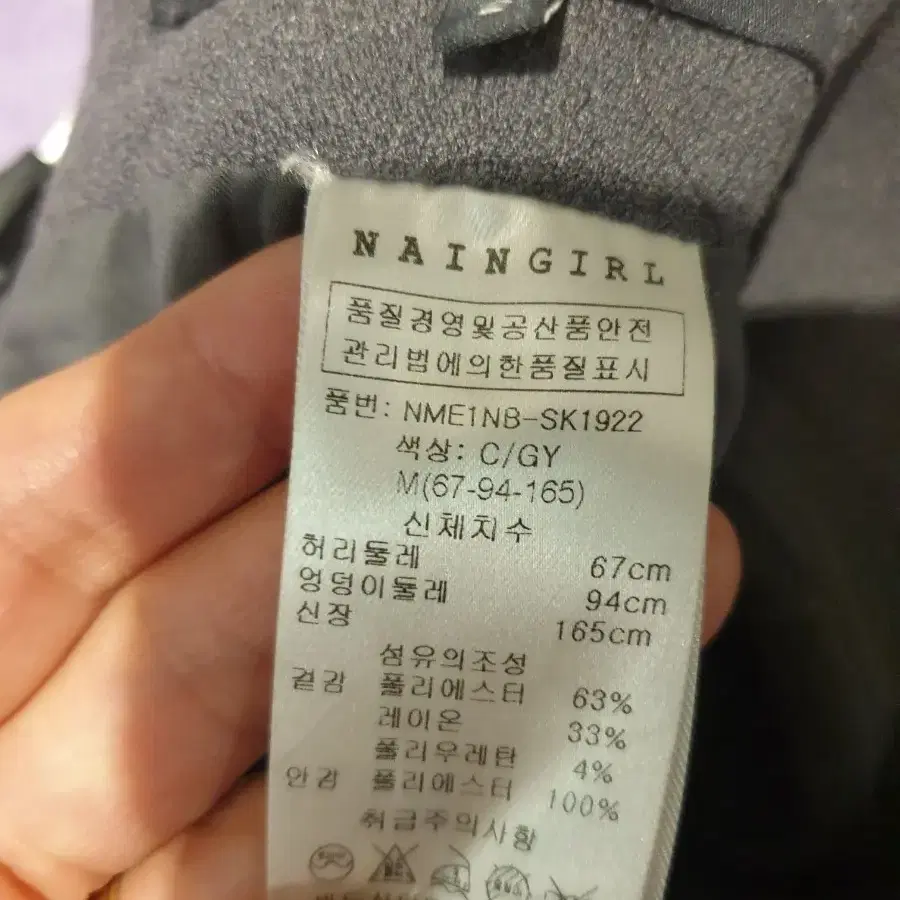 NAINGIRL
품질경영및공산품안전
관리법에의한품질표시
품번: NME1NB-SK1922
색상: C/GY
M(67-94-165)
신체치수
허리둘레 67cm
엉덩이둘레 94cm
신장 165cm
섬유의조성
겉감 폴리에스터 63%
레이온 33%
폴리우레탄 4%
안감 폴리에스터 100%
취급주의사항